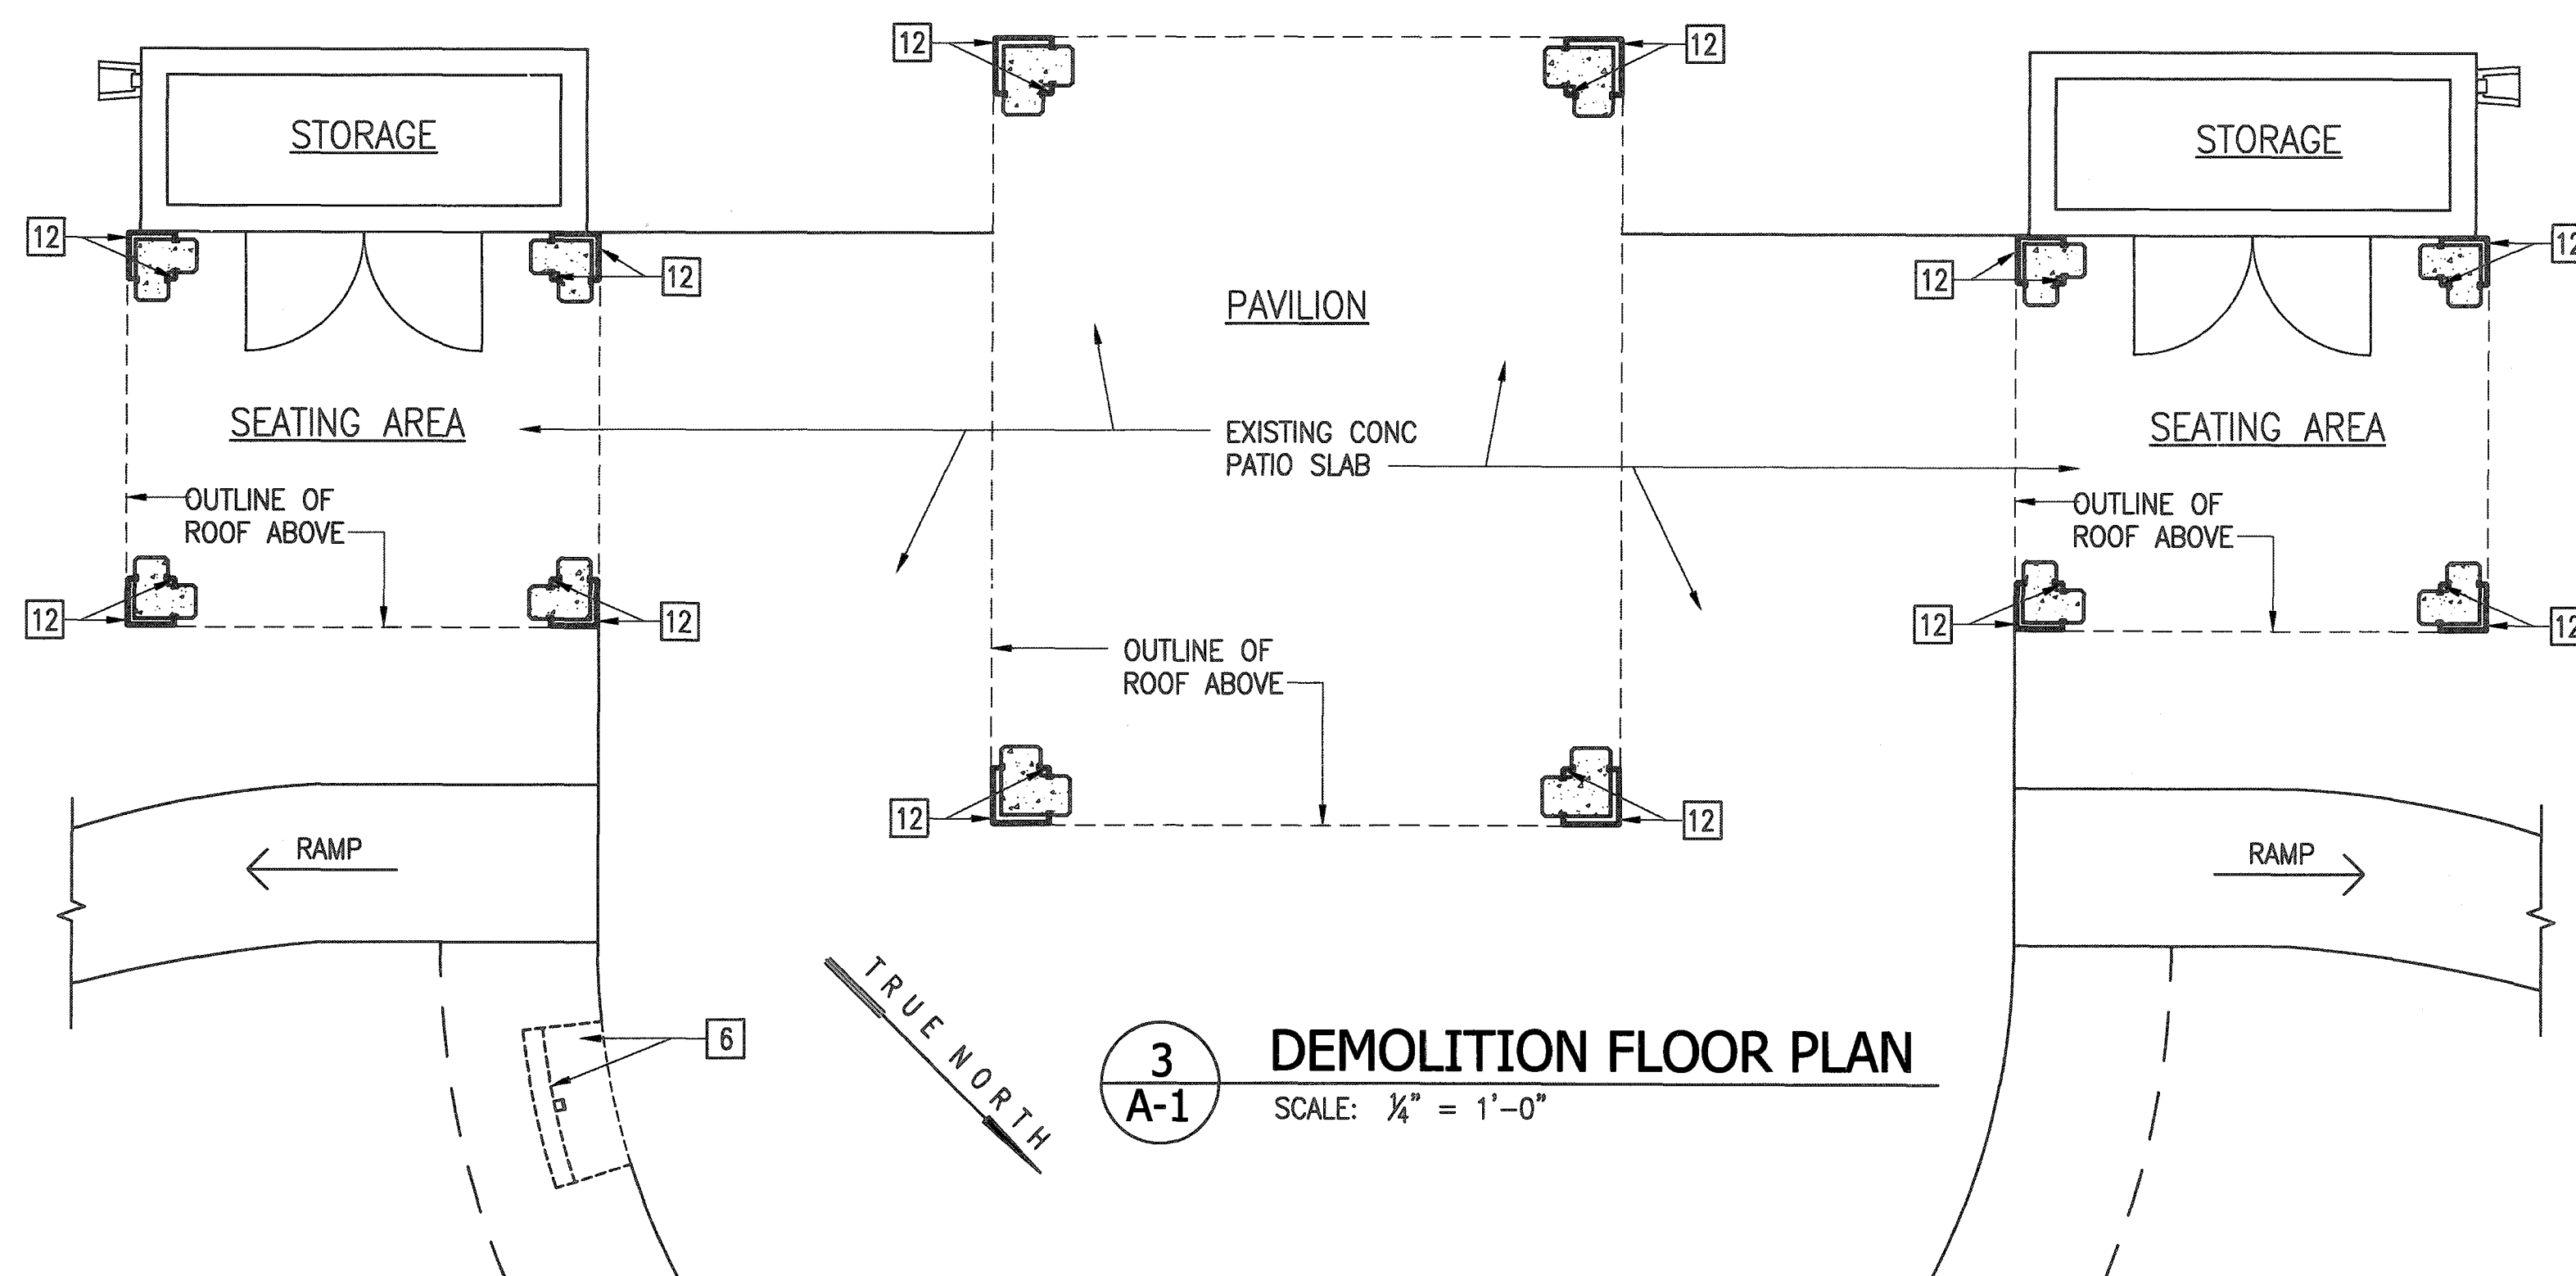 12
12
STORAGE
STORAGE
12
12
12
12
PAVILION
SEATING AREA
EXISTING CONC
PATIO SLAB
SEATING AREA
OUTLINE OF
ROOF ABOVE
OUTLINE OF
ROOF ABOVE
12
12
12
12
OUTLINE OF
ROOF ABOVE
12
12
RAMP
RAMP
TRUE NORTH
6
3
A-1
DEMOLITION FLOOR PLAN
SCALE: ¼" = 1'-0"